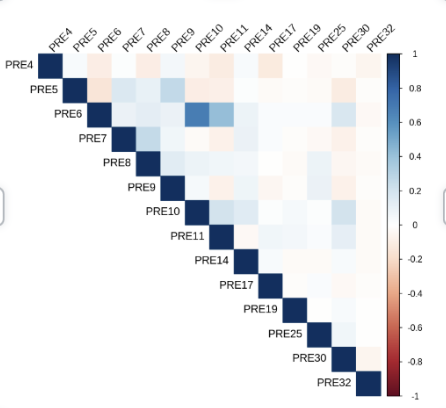 PRE4 PRE5 PRE6 PRE7 PRE8 PRE9 PRE10 PRE11 PRE14 PRE17 PRE19 PRE25 PRE30 PRE32
PRE4
PRE5
PRE6
PRE7
PRE8
PRE9
PRE10
PRE11
PRE14
PRE17
PRE19
PRE25
PRE30
PRE32
1
0.8
0.6
0.4
0.2
0
-0.2
-0.4
-0.6
-0.8
-1